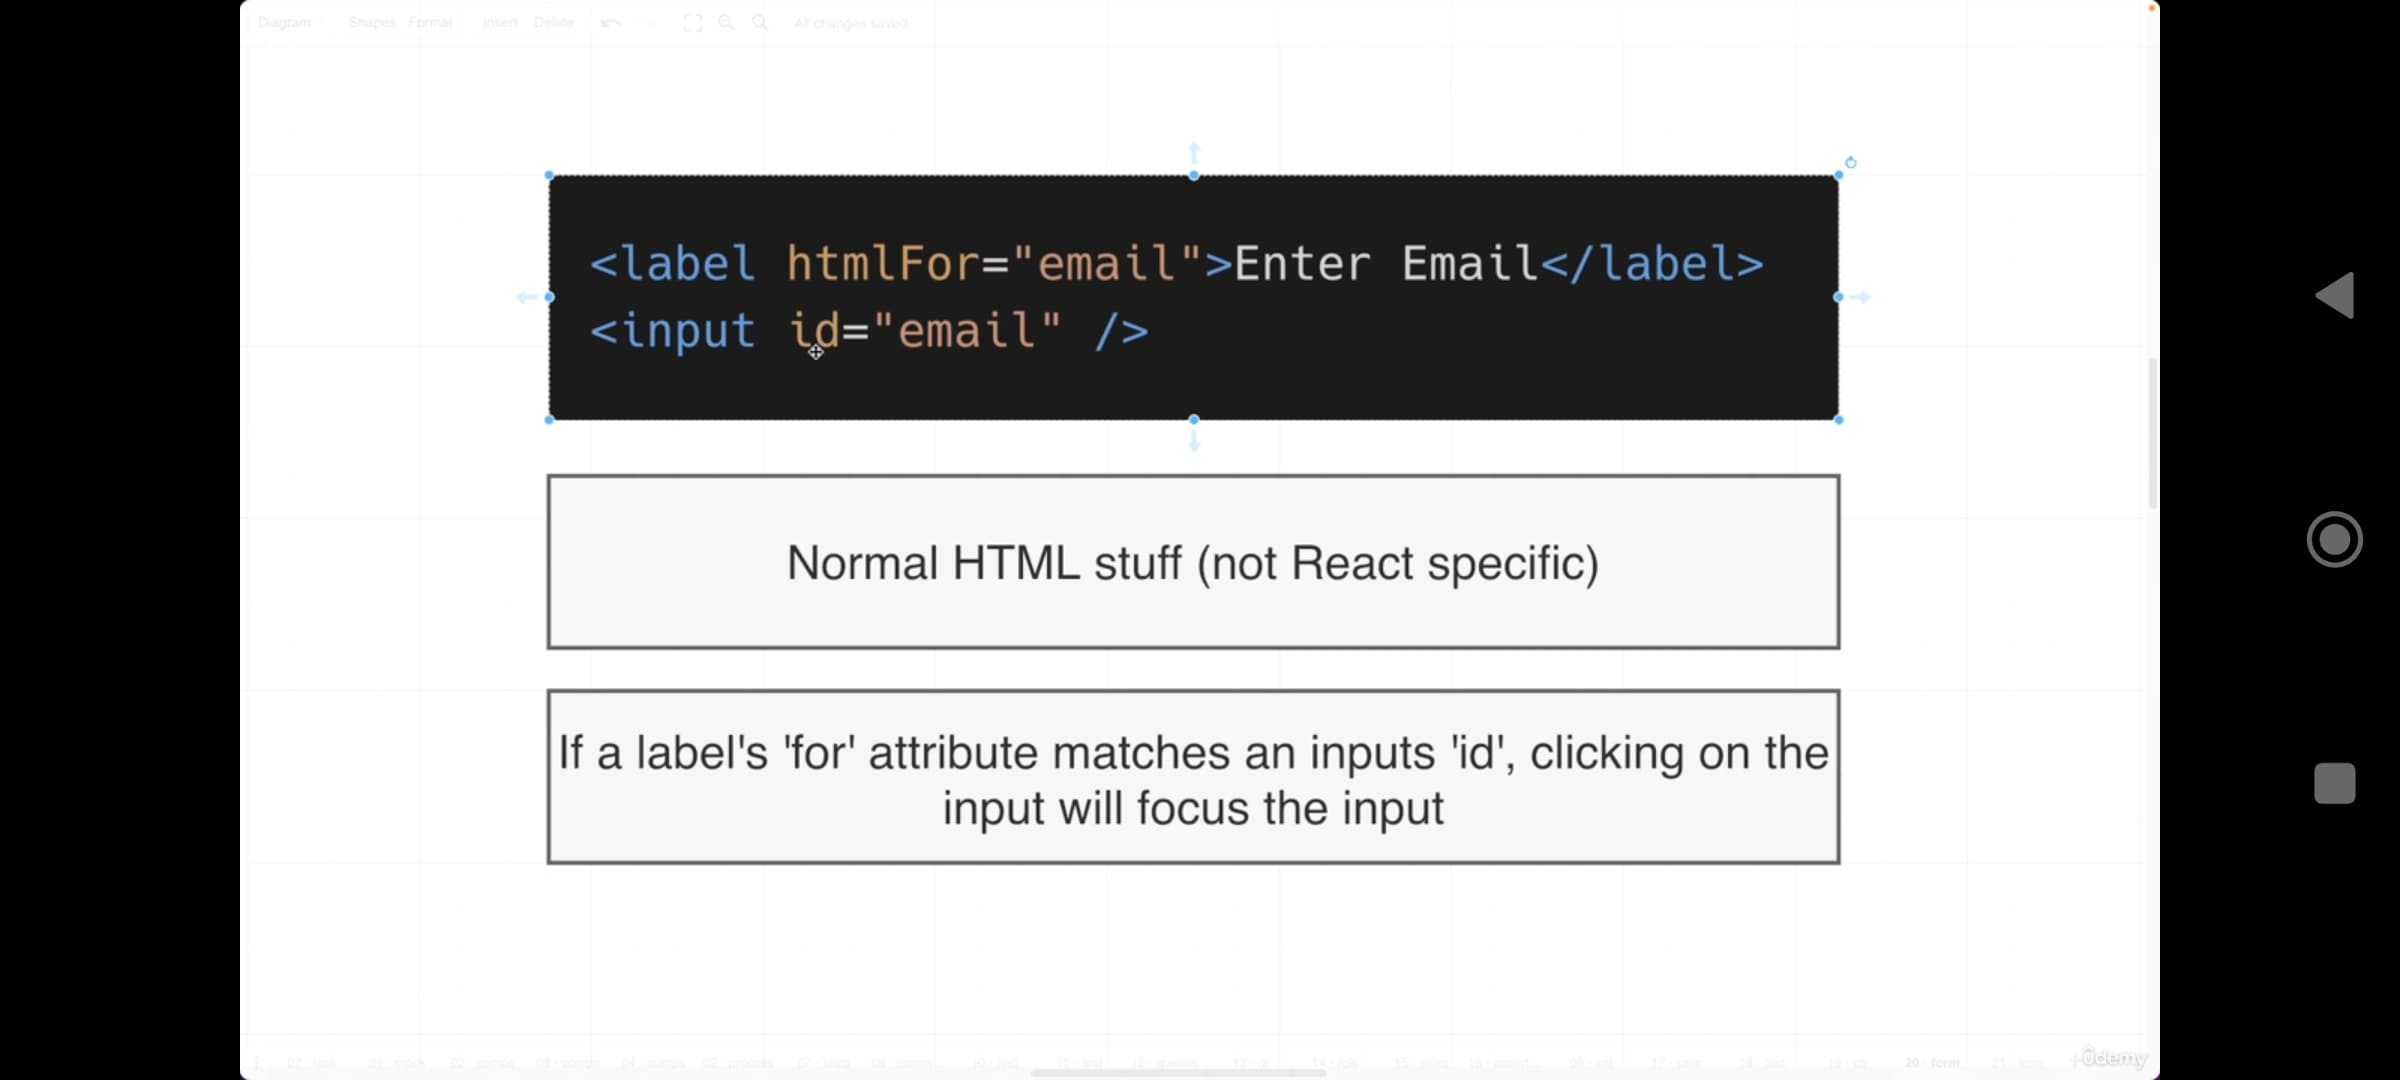 Diagram Shapes Format Insert Delete All changes saved
<label htmlFor="email">Enter Email</label>
<input id="email" />
Normal HTML stuff (not React specific)
If a label's 'for' attribute matches an inputs 'id', clicking on the
input will focus the input
20 - form
ûdemy